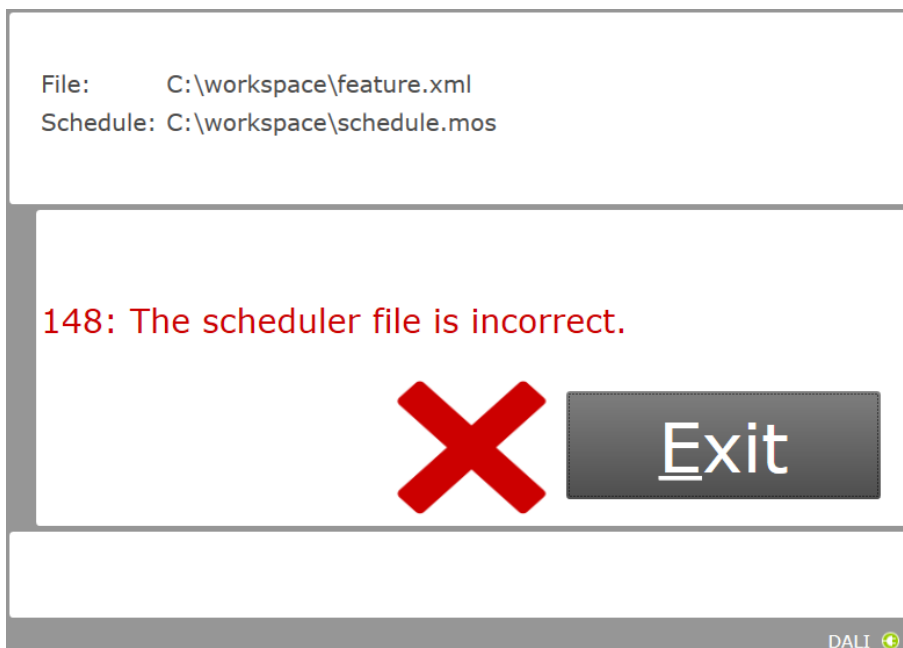 File: C:\workspace\feature.xml
Schedule: C:\workspace\schedule.mos
148: The scheduler file is incorrect.
Exit
DALI